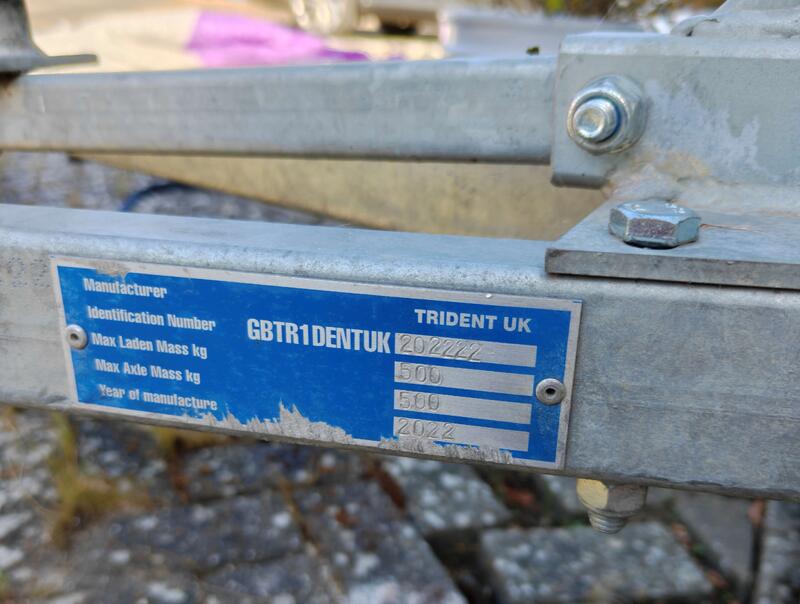 Manufacturer TRIDENT UK
Identification Number GBTR1DENTUK 202222
Max Laden Mass kg 500
Max Axle Mass kg 500
Year of manufacture 2022